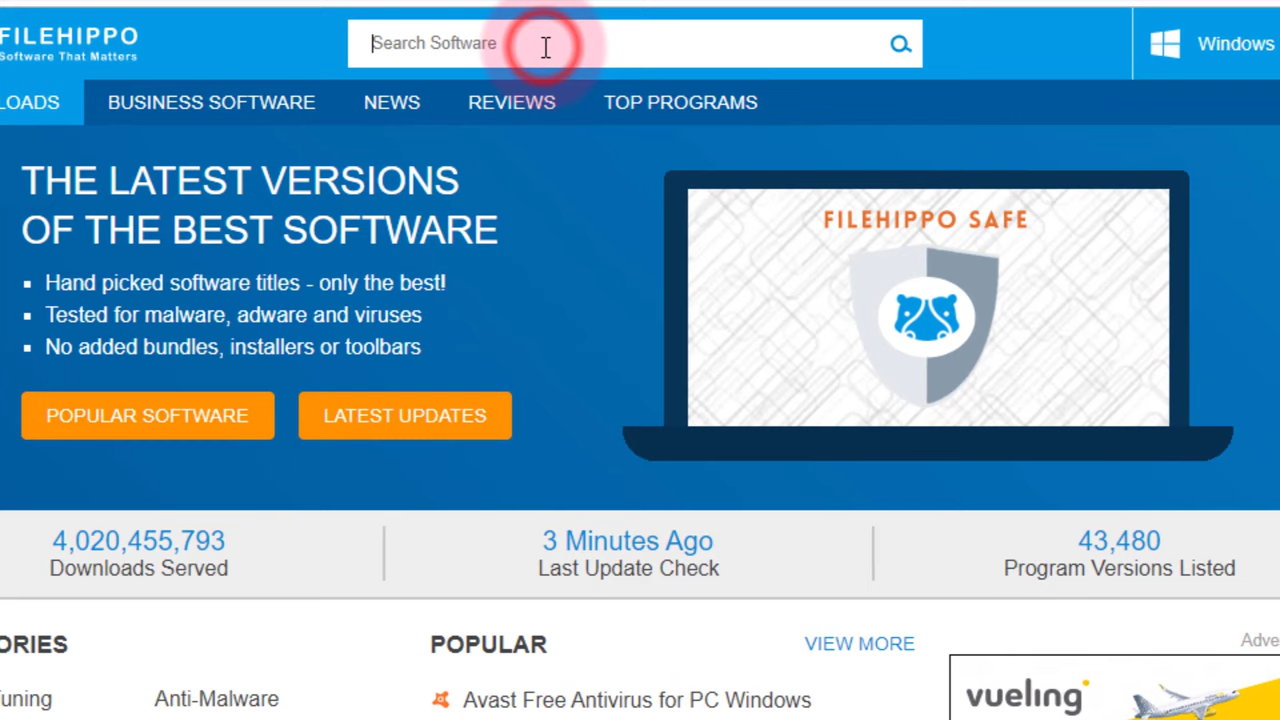 FILEHIPPO
Software That Matters
Search Software
Windows
LOADS
BUSINESS SOFTWARE
NEWS
REVIEWS
TOP PROGRAMS
THE LATEST VERSIONS
OF THE BEST SOFTWARE
Hand picked software titles - only the best!
Tested for malware, adware and viruses
No added bundles, installers or toolbars
POPULAR SOFTWARE
LATEST UPDATES
FILEHIPPO SAFE
4,020,455,793
Downloads Served
3 Minutes Ago
Last Update Check
43,480
Program Versions Listed
ORIES
POPULAR
VIEW MORE
Adve
uning
Anti-Malware
Avast Free Antivirus for PC Windows
vueling